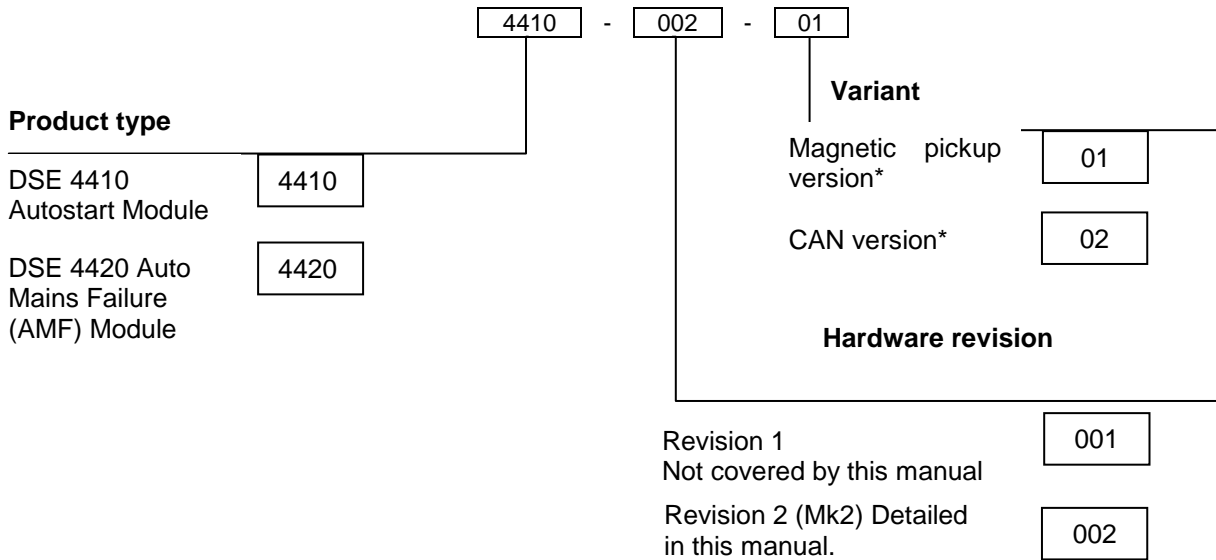 4410 - 002 - 01
Variant
Product type
Magnetic pickup
version*
01
DSE 4410
Autostart Module
4410
CAN version*
02
DSE 4420 Auto
Mains Failure
(AMF) Module
4420
Hardware revision
Revision 1
Not covered by this manual
001
Revision 2 (Mk2) Detailed
in this manual.
002